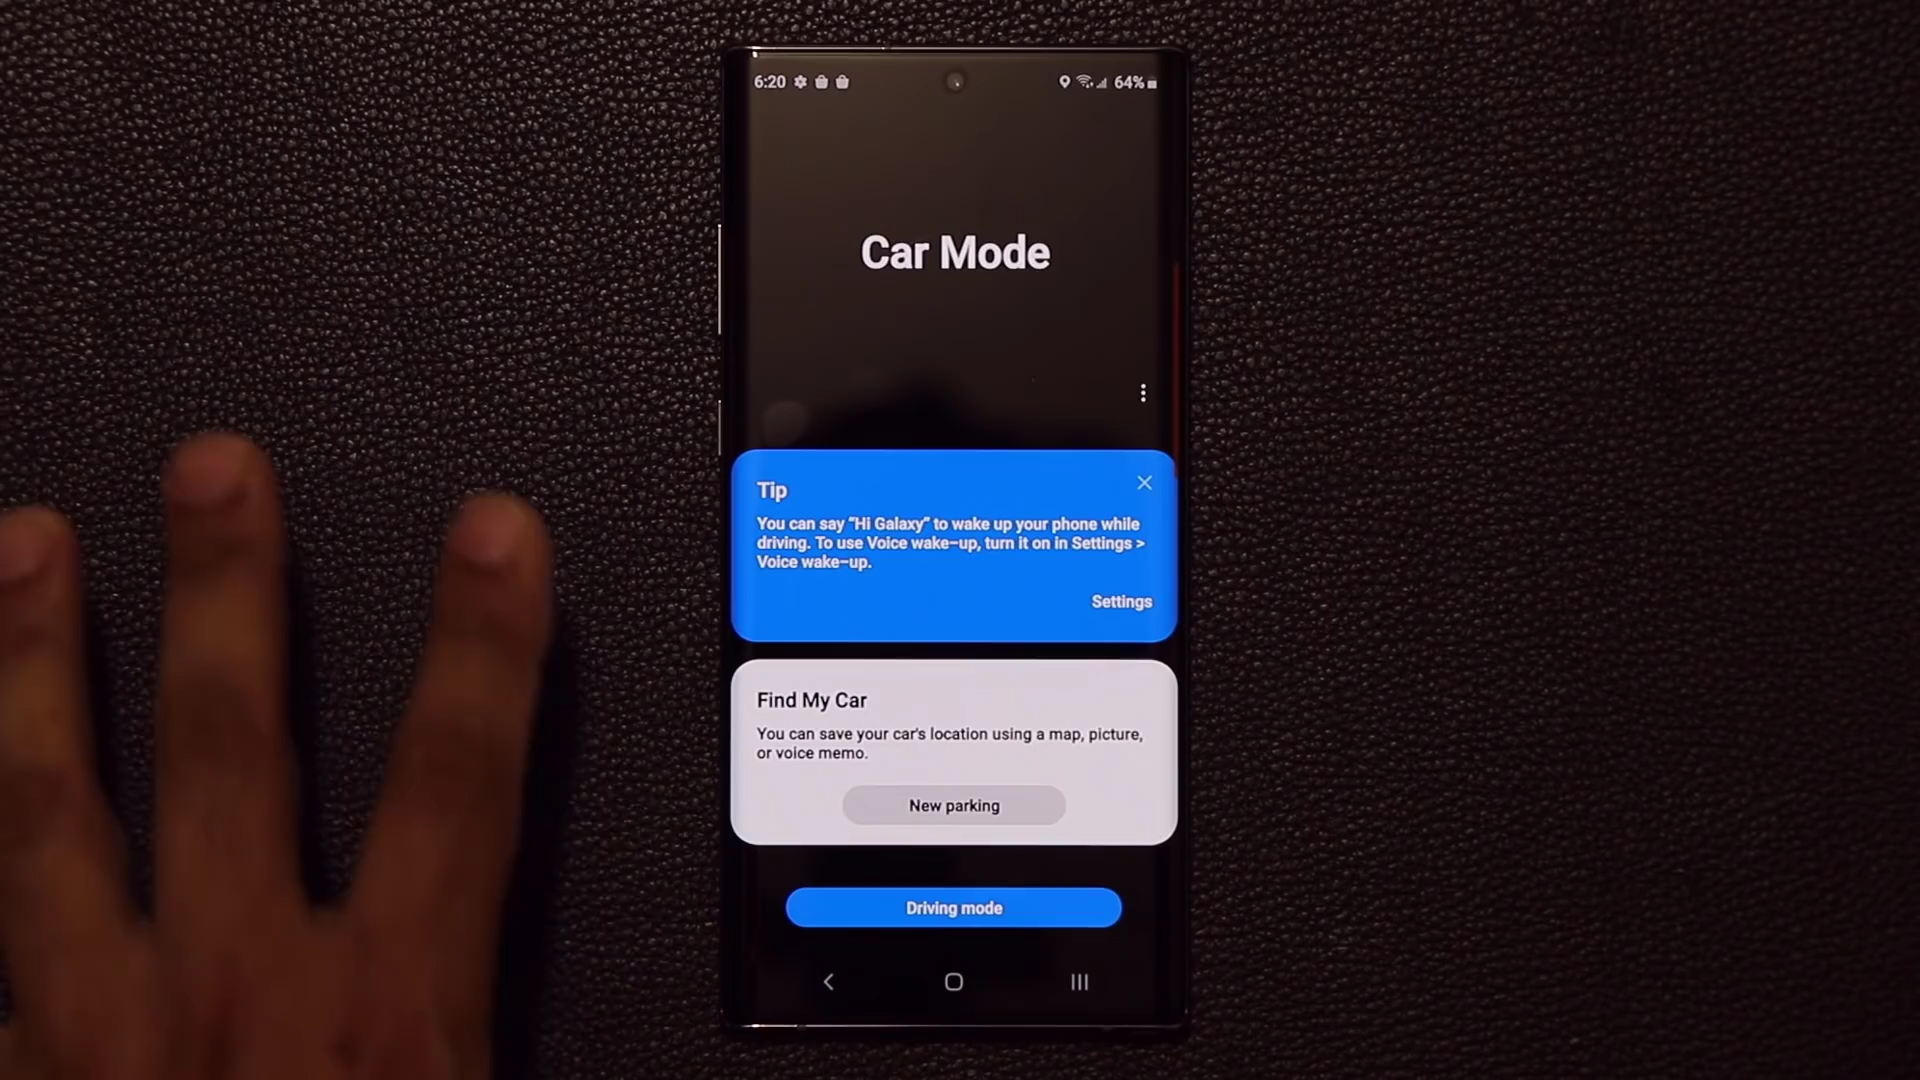 6:20 64%
Car Mode
Tip
You can say “Hi Galaxy” to wake up your phone while
driving. To use Voice wake-up, turn it on in Settings >
Voice wake-up.
Settings
Find My Car
You can save your car's location using a map, picture,
or voice memo.
New parking
Driving mode